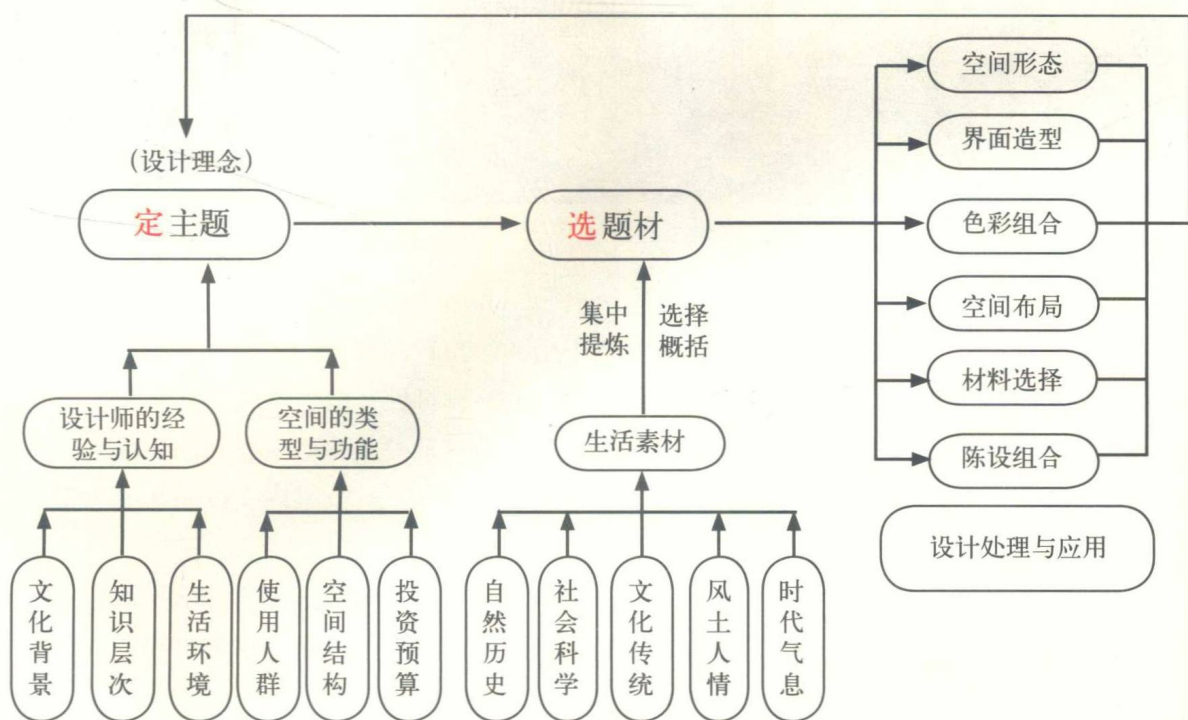 (设计理念)
定主题
选题材
集中
提炼
选择
概括
设计师的经
验与认知
空间的类
型与功能
生活素材
文化背景
知识层次
生活环境
使用人群
空间结构
投资预算
自然历史
社会科学
文化传统
风土人情
时代气息
空间形态
界面造型
色彩组合
空间布局
材料选择
陈设组合
设计处理与应用